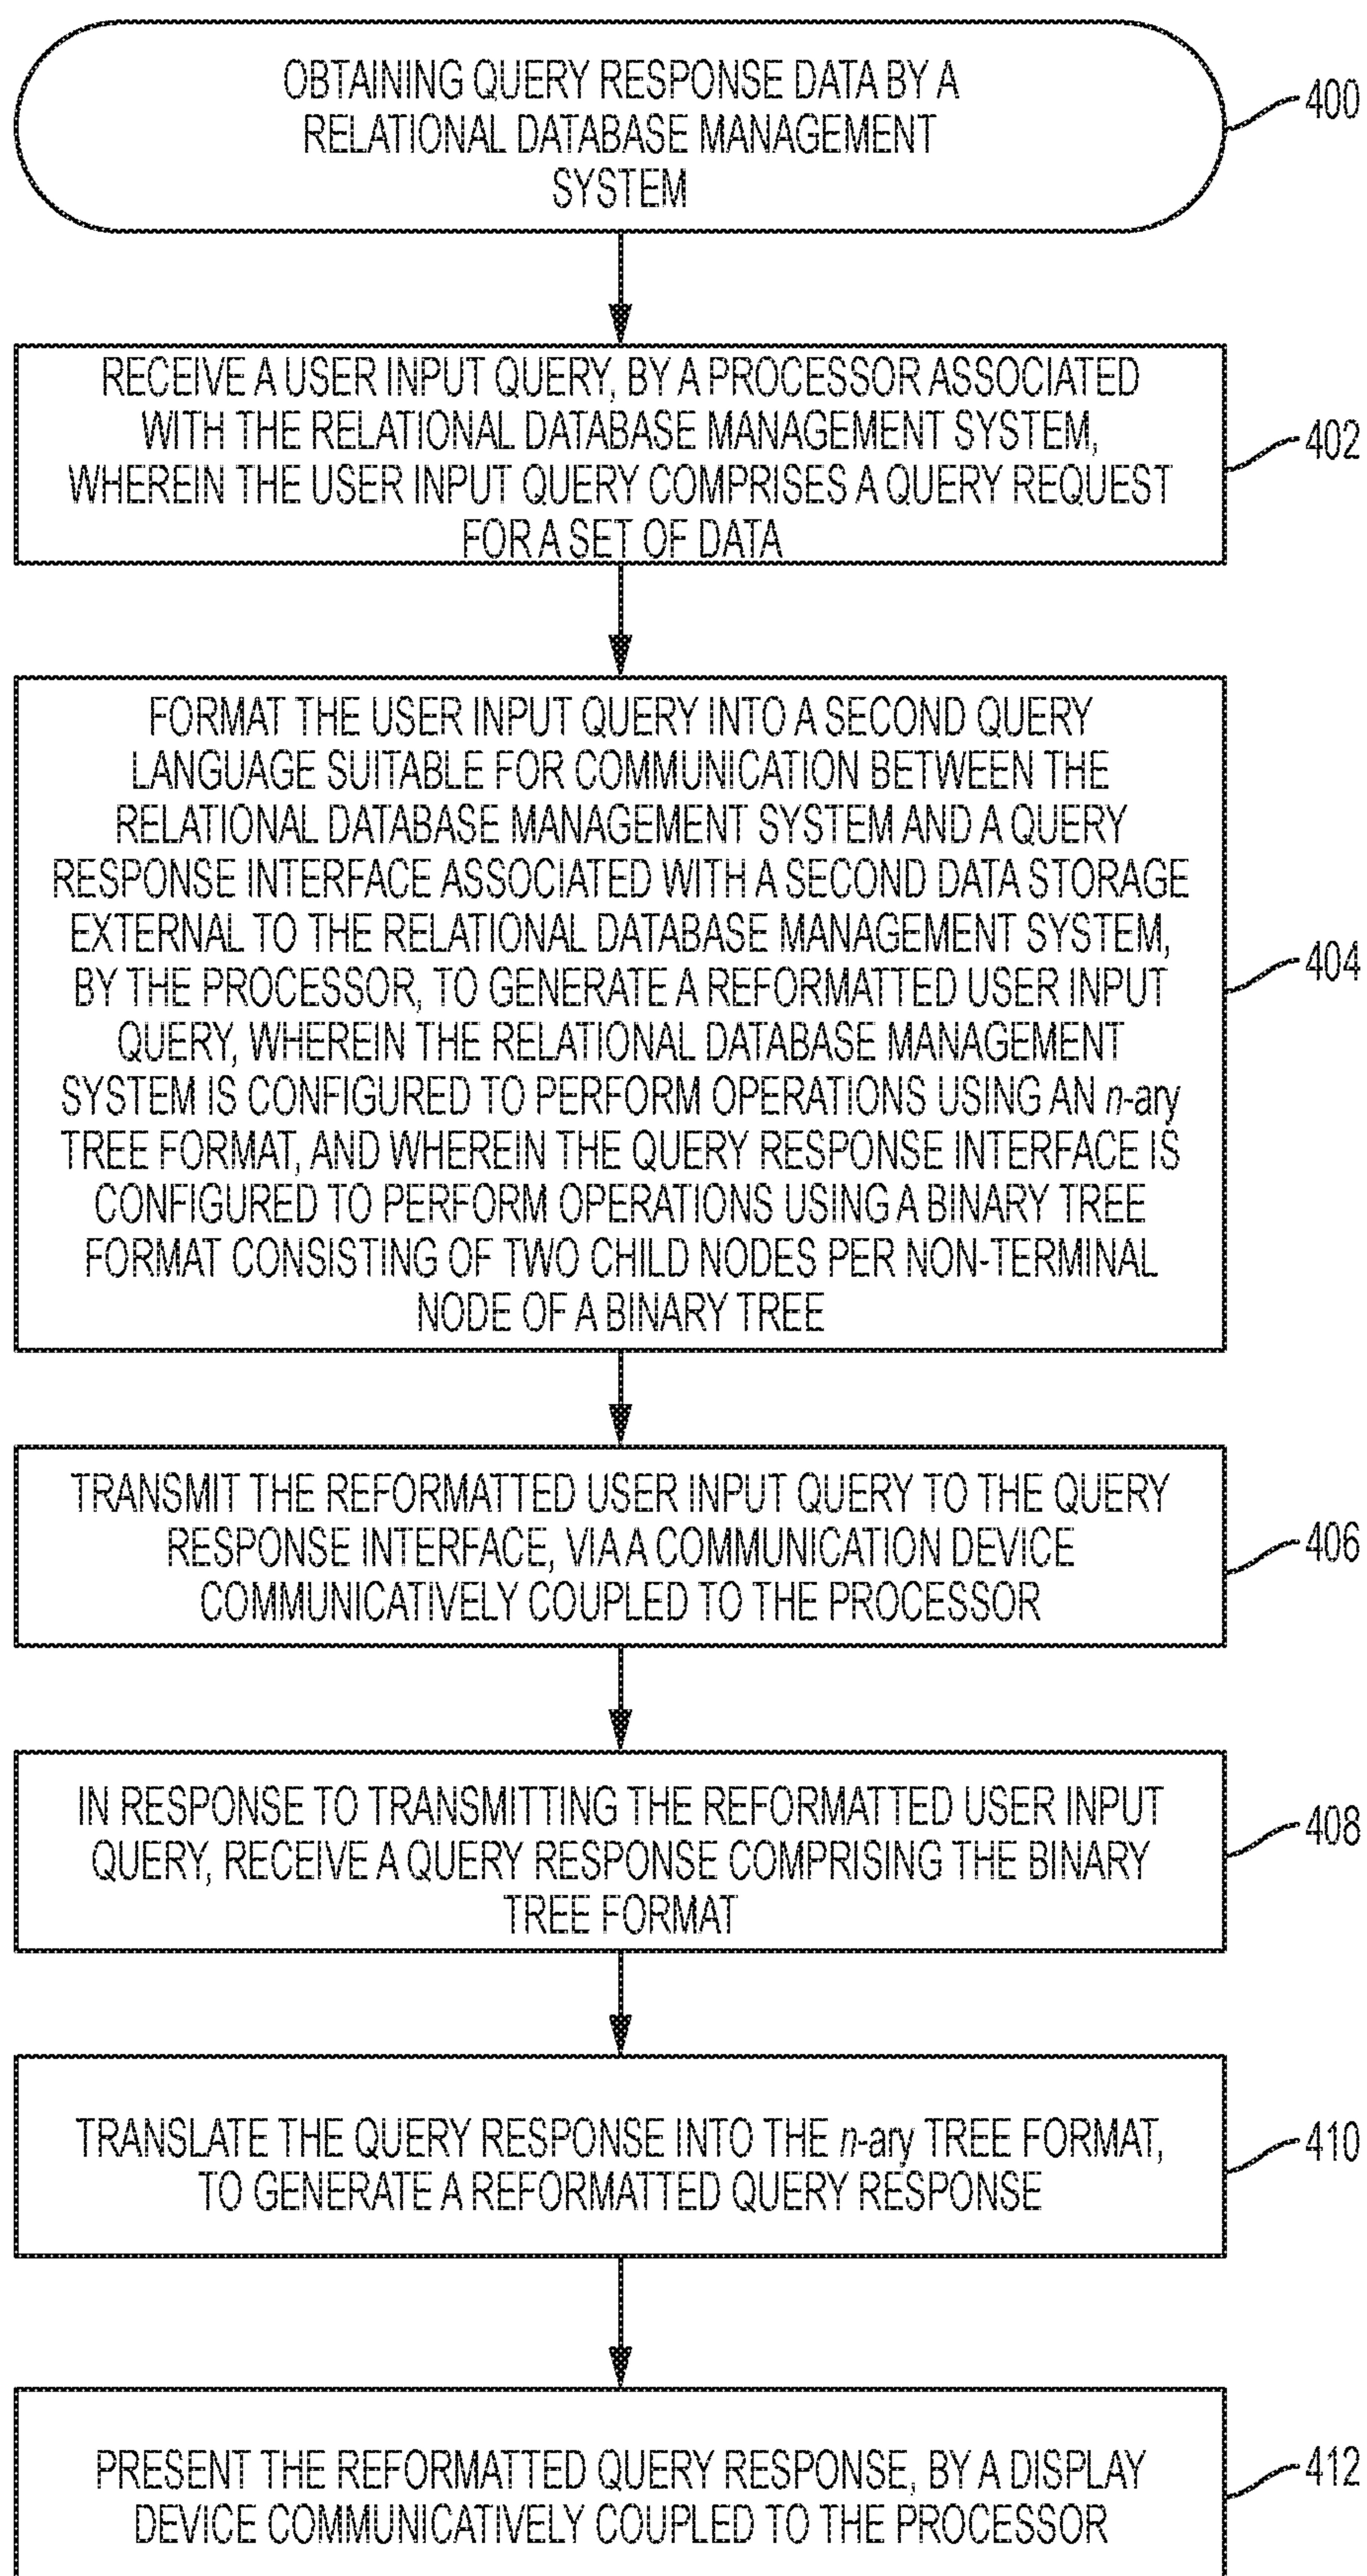 OBTAINING QUERY RESPONSE DATA BY A
RELATIONAL DATABASE MANAGEMENT
SYSTEM
400
RECEIVE A USER INPUT QUERY, BY A PROCESSOR ASSOCIATED
WITH THE RELATIONAL DATABASE MANAGEMENT SYSTEM,
WHEREIN THE USER INPUT QUERY COMPRISES A QUERY REQUEST
FOR A SET OF DATA
402
FORMAT THE USER INPUT QUERY INTO A SECOND QUERY
LANGUAGE SUITABLE FOR COMMUNICATION BETWEEN THE
RELATIONAL DATABASE MANAGEMENT SYSTEM AND A QUERY
RESPONSE INTERFACE ASSOCIATED WITH A SECOND DATA STORAGE
EXTERNAL TO THE RELATIONAL DATABASE MANAGEMENT SYSTEM,
BY THE PROCESSOR, TO GENERATE A REFORMATTED USER INPUT
QUERY, WHEREIN THE RELATIONAL DATABASE MANAGEMENT
SYSTEM IS CONFIGURED TO PERFORM OPERATIONS USING AN n-ary
TREE FORMAT, AND WHEREIN THE QUERY RESPONSE INTERFACE IS
CONFIGURED TO PERFORM OPERATIONS USING A BINARY TREE
FORMAT CONSISTING OF TWO CHILD NODES PER NON-TERMINAL
NODE OF A BINARY TREE
404
TRANSMIT THE REFORMATTED USER INPUT QUERY TO THE QUERY
RESPONSE INTERFACE, VIA A COMMUNICATION DEVICE
COMMUNICATIVELY COUPLED TO THE PROCESSOR
406
IN RESPONSE TO TRANSMITTING THE REFORMATTED USER INPUT
QUERY, RECEIVE A QUERY RESPONSE COMPRISING THE BINARY
TREE FORMAT
408
TRANSLATE THE QUERY RESPONSE INTO THE n-ary TREE FORMAT,
TO GENERATE A REFORMATTED QUERY RESPONSE
410
PRESENT THE REFORMATTED QUERY RESPONSE, BY A DISPLAY
DEVICE COMMUNICATIVELY COUPLED TO THE PROCESSOR
412